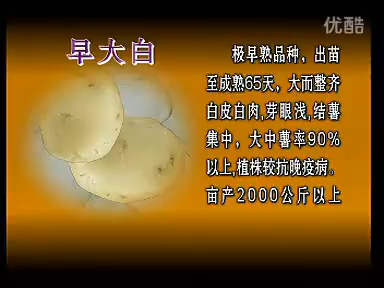 优酷
早大白
极早熟品种，出苗
至成熟65天，大而整齐
白皮白肉,芽眼浅,结薯
集中，大中薯率90%
以上,植株较抗晚疫病。
亩产2000公斤以上